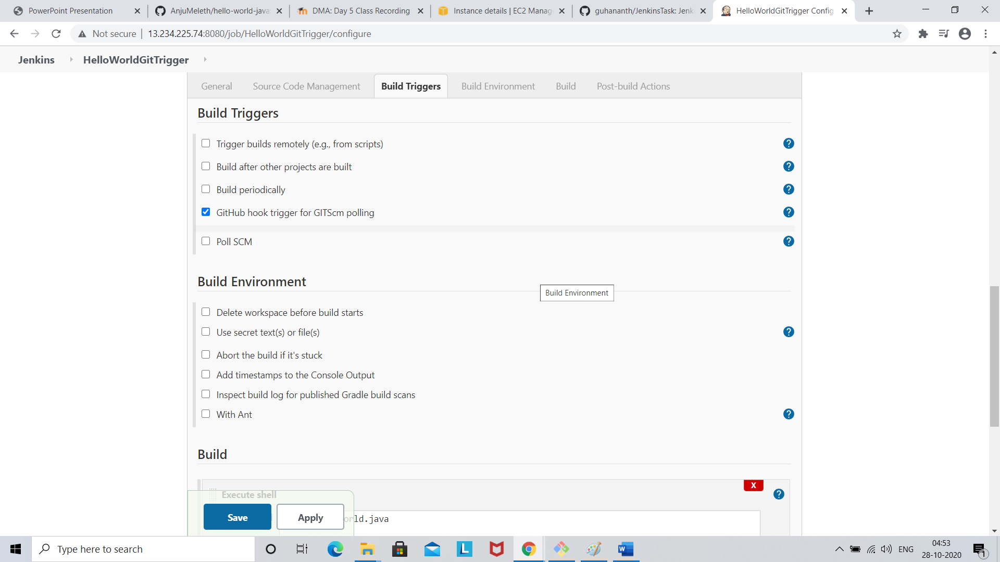 PowerPoint Presentation
AnjuMeleth/hello-world-java
DMA: Day 5 Class Recording
Instance details | EC2 Manag
guhananth/JenkinsTask: Jenk
HelloWorldGitTrigger Config
Not secure | 13.234.225.74:8080/job/HelloWorldGitTrigger/configure
Jenkins
HelloWorldGitTrigger
General
Source Code Management
Build Triggers
Build Environment
Build
Post-build Actions
Build Triggers
Trigger builds remotely (e.g., from scripts)
Build after other projects are built
Build periodically
GitHub hook trigger for GITScm polling
Poll SCM
Build Environment
Build Environment
Delete workspace before build starts
Use secret text(s) or file(s)
Abort the build if it's stuck
Add timestamps to the Console Output
Inspect build log for published Gradle build scans
With Ant
Build
X
Execute shell
Save
Apply
orld.java
Type here to search
ENG
04:53
28-10-2020
1